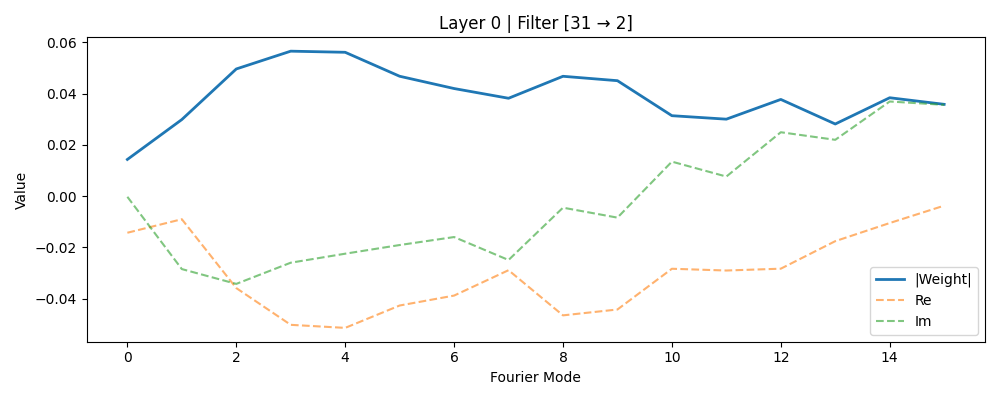 Layer 0 | Filter [31 → 2]
Value
0.06
0.04
0.02
0.00
−0.02
−0.04
0 2 4 6 8 10 12 14
Fourier Mode
|Weight|
Re
Im